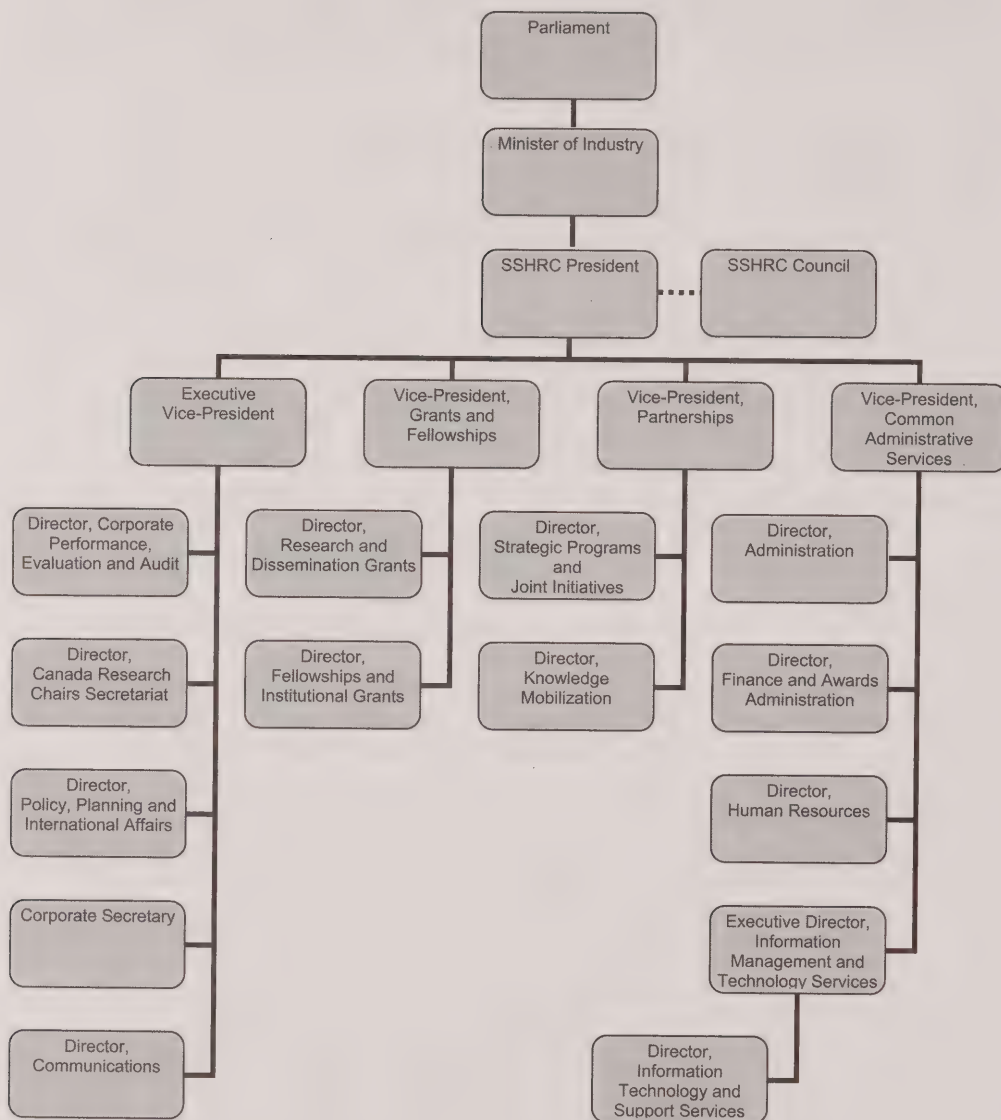 Parliament
Minister of Industry
SSHRC President
SSHRC Council
Executive
Vice-President
Vice-President,
Grants and
Fellowships
Vice-President,
Partnerships
Vice-President,
Common
Administrative
Services
Director, Corporate
Performance,
Evaluation and Audit
Director,
Canada Research
Chairs Secretariat
Director,
Policy, Planning and
International Affairs
Corporate Secretary
Director,
Communications
Director,
Research and
Dissemination Grants
Director,
Fellowships and
Institutional Grants
Director,
Strategic Programs
and
Joint Initiatives
Director,
Knowledge
Mobilization
Director,
Administration
Director,
Finance and Awards
Administration
Director,
Human Resources
Executive Director,
Information
Management and
Technology Services
Director,
Information
Technology and
Support Services